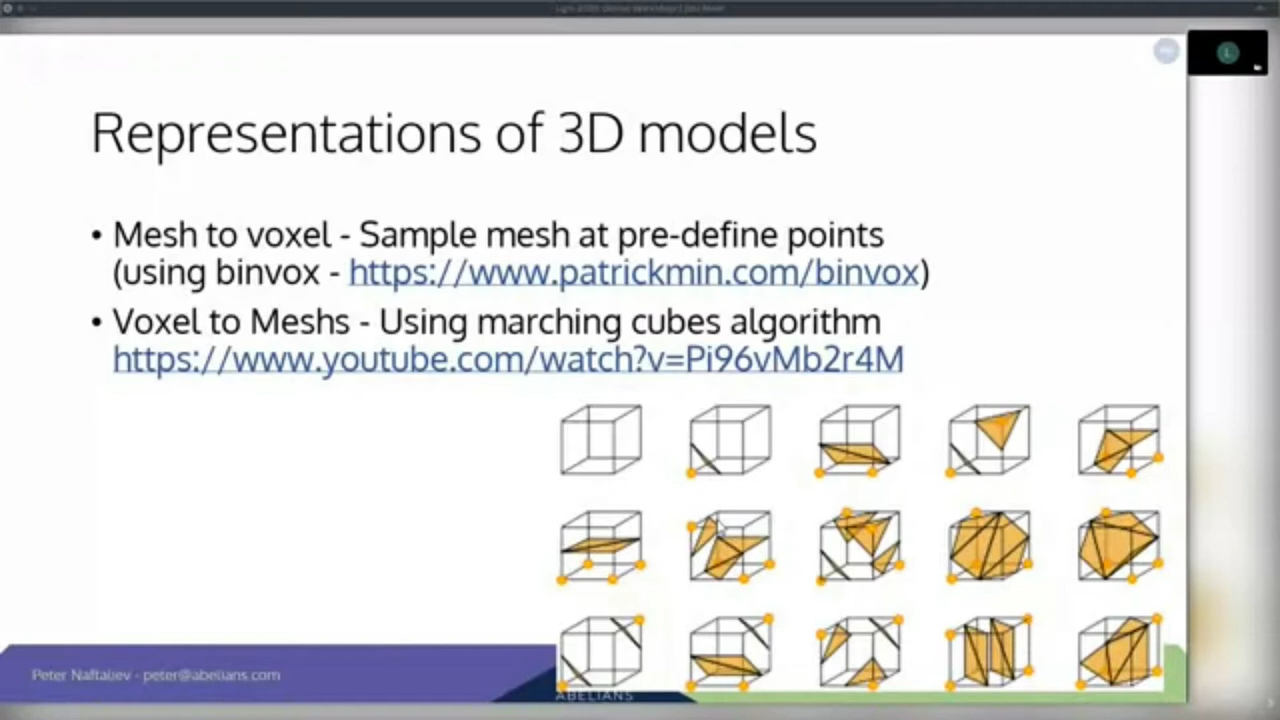 Representations of 3D models
• Mesh to voxel - Sample mesh at pre-define points
(using binvox - https://www.patrickmin.com/binvox)
• Voxel to Meshs - Using marching cubes algorithm
https://www.youtube.com/watch?v=Pi96vMb2r4M
Peter Naftaliev - peter@abelians.com
ABELIANS
L